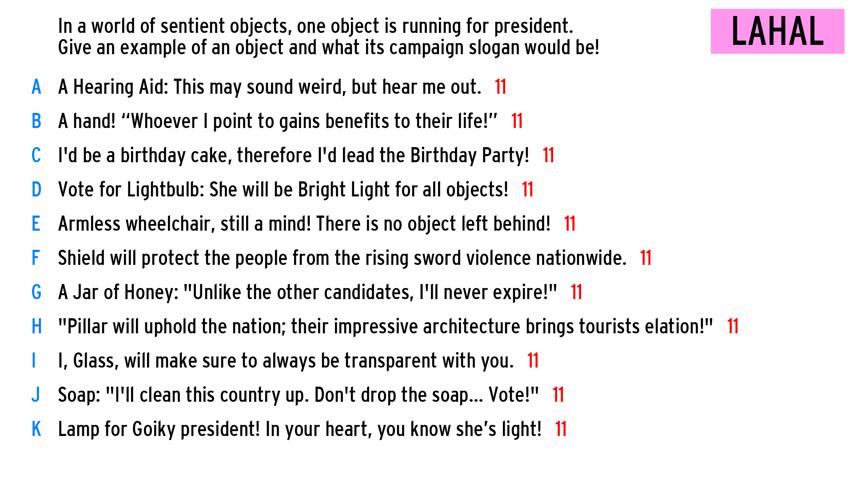 In a world of sentient objects, one object is running for president.
Give an example of an object and what its campaign slogan would be!
LAHAL
A A Hearing Aid: This may sound weird, but hear me out. 11
B A hand! “Whoever I point to gains benefits to their life!” 11
C I'd be a birthday cake, therefore I'd lead the Birthday Party! 11
D Vote for Lightbulb: She will be Bright Light for all objects! 11
E Armless wheelchair, still a mind! There is no object left behind! 11
F Shield will protect the people from the rising sword violence nationwide. 11
G A Jar of Honey: "Unlike the other candidates, I'll never expire!" 11
H "Pillar will uphold the nation; their impressive architecture brings tourists elation!" 11
I I, Glass, will make sure to always be transparent with you. 11
J Soap: "I'll clean this country up. Don't drop the soap... Vote!" 11
K Lamp for Goiky president! In your heart, you know she’s light! 11